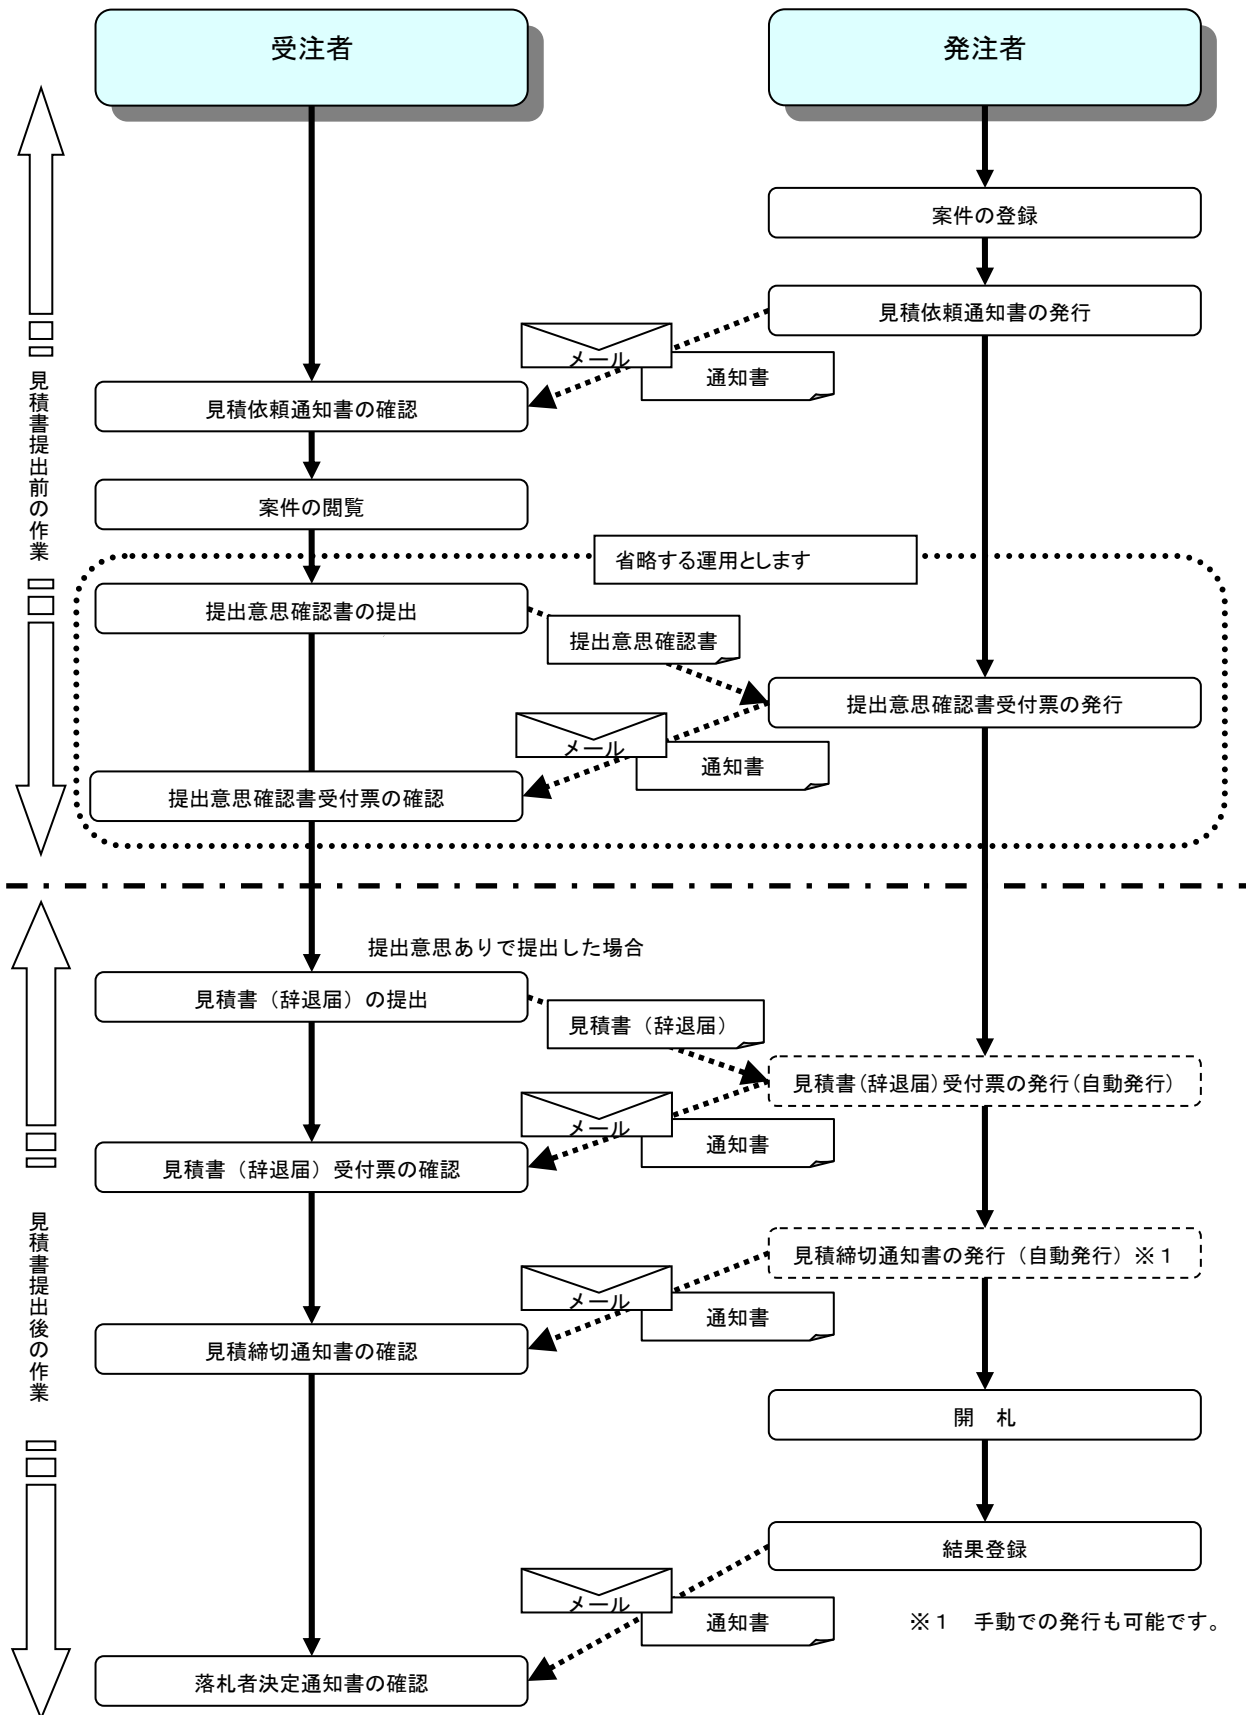 受注者
発注者
案件の登録
見積依頼通知書の発行
メール
通知書
見積依頼通知書の確認
見積書提出前の作業
案件の閲覧
省略する運用とします
提出意思確認書の提出
提出意思確認書
提出意思確認書受付票の発行
メール
通知書
提出意思確認書受付票の確認
提出意思ありで提出した場合
見積書（辞退届）の提出
見積書（辞退届）
見積書（辞退届）受付票の発行（自動発行）
メール
通知書
見積書（辞退届）受付票の確認
見積書提出後の作業
見積締切通知書の発行（自動発行）※１
メール
通知書
見積締切通知書の確認
開　札
結果登録
メール
通知書
※１　手動での発行も可能です。
落札者決定通知書の確認